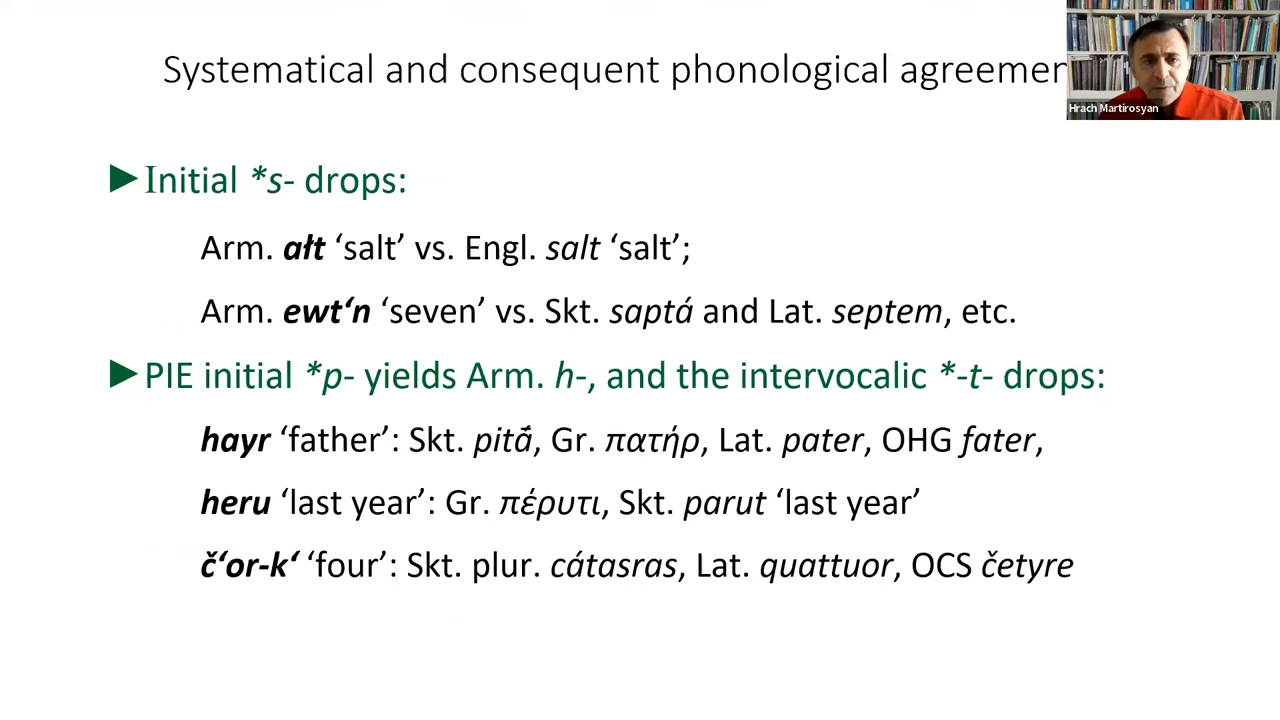 Systematical and consequent phonological agreemen
Hrach Martirosyan
►Initial *s- drops:
Arm. ałt ‘salt’ vs. Engl. salt ‘salt’;
Arm. ewt‘n ‘seven’ vs. Skt. saptá and Lat. septem, etc.
►PIE initial *p- yields Arm. h-, and the intervocalic *-t- drops:
hayr ‘father’: Skt. pitā́, Gr. πατήρ, Lat. pater, OHG fater,
heru ‘last year’: Gr. πέρυτι, Skt. parut ‘last year’
č‘or-k‘ ‘four’: Skt. plur. cátasras, Lat. quattuor, OCS četyre